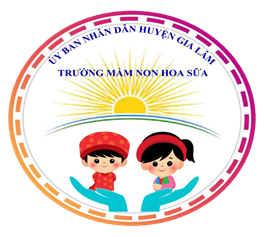 ỦY BAN NHÂN DÂN HUYỆN GIA LÂM
TRƯỜNG MẦM NON HOA SỮA